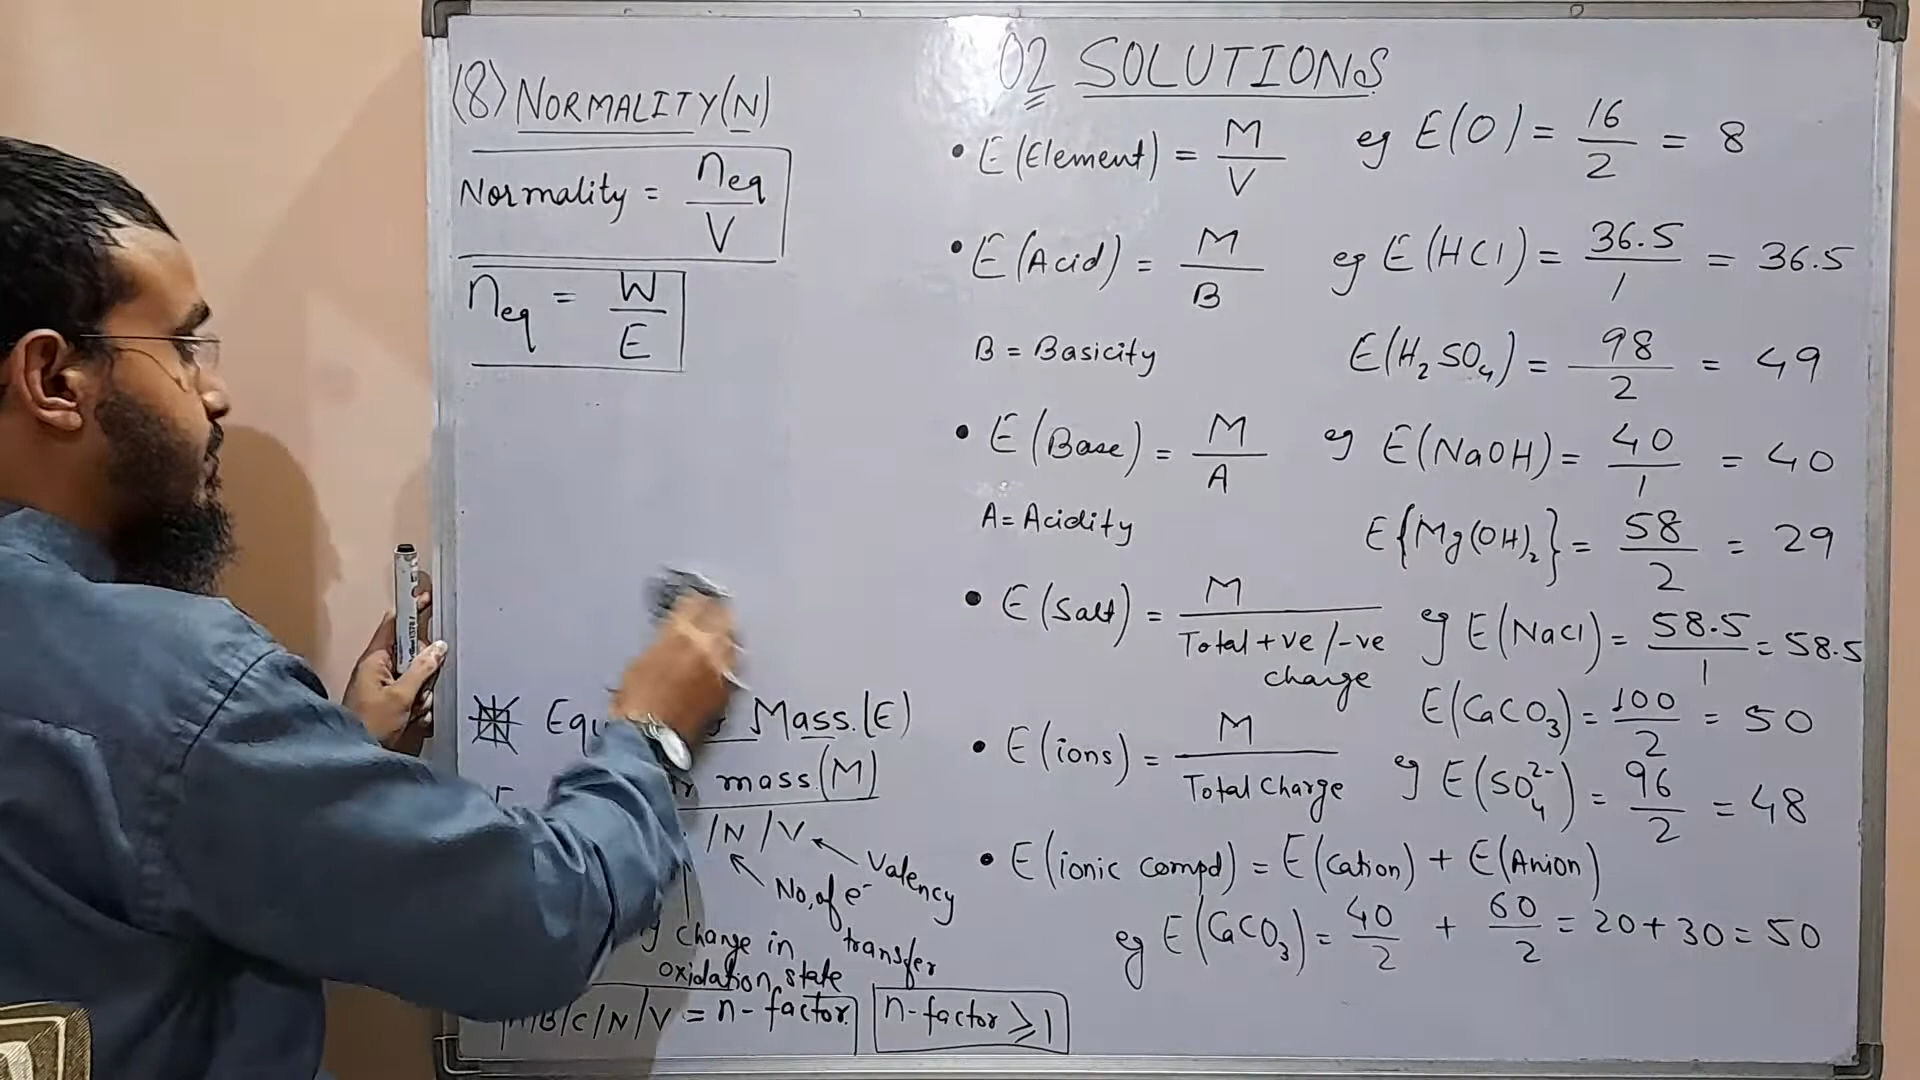 02 SOLUTIONS
(8) NORMALITY (N)
Normality = neq / V
neq = W / E
Mass. (E)
mass. (M)
/N /V
Valency
No. of e⁻
transfer
change in
oxidation state
/B/C/N/V = n-factor.
n-factor ⩾ 1
• E (Element) = M / V eg E(O) = 16/2 = 8
• E (Acid) = M / B eg E (HCl) = 36.5/1 = 36.5
B = Basicity E(H₂SO₄) = 98/2 = 49
• E (Base) = M / A eg E(NaOH) = 40/1 = 40
A = Acidity E{Mg(OH)₂} = 58/2 = 29
• E (Salt) = M / Total +ve /-ve charge eg E(NaCl) = 58.5/1 = 58.5
E(CaCO₃) = 100/2 = 50
• E (ions) = M / Total Charge eg E(SO₄²⁻) = 96/2 = 48
• E (ionic compd) = E(Cation) + E(Anion)
eg E(CaCO₃) = 40/2 + 60/2 = 20 + 30 = 50